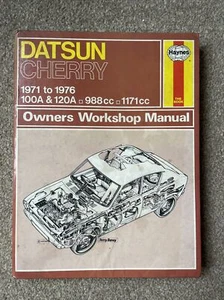 DATSUN
CHERRY
Haynes
1971 to 1976
100A & 120A □ 988cc □ 1171cc
Owners Workshop Manual